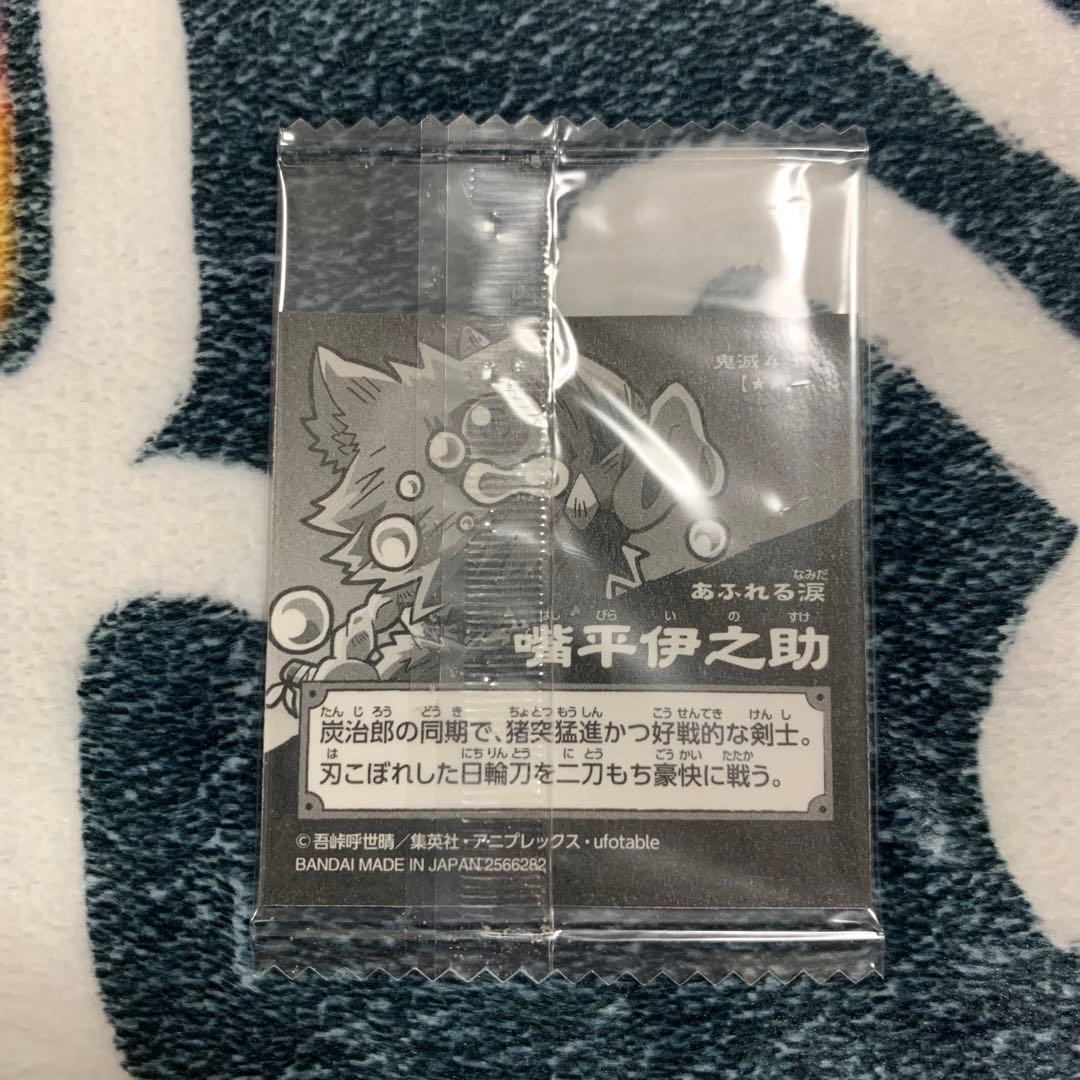 鬼滅
【★
あふれる涙
なみだ
嘴平伊之助
はし びら い の すけ
炭治郎の同期で、猪突猛進かつ好戦的な剣士。
たん じ ろう どう き ちょとつ もう しん こう せんてき けん し
刃こぼれした日輪刀を二刀もち豪快に戦う。
は にち りん とう に とう ごう かい たたか
©吾峠呼世晴/集英社・アニプレックス・ufotable
BANDAI MADE IN JAPAN 2566282